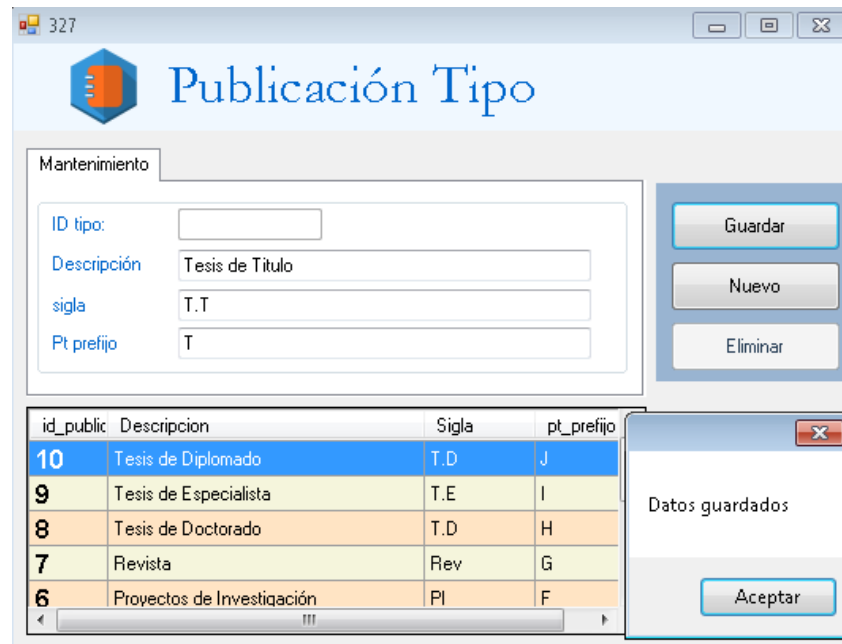 327
Publicación Tipo
Mantenimiento
ID tipo:
Descripción Tesis de Titulo
sigla T.T
Pt prefijo T
Guardar
Nuevo
Eliminar
id_public Descripcion Sigla pt_prefijo
10 Tesis de Diplomado T.D J
9 Tesis de Especialista T.E I
8 Tesis de Doctorado T.D H
7 Revista Rev G
6 Proyectos de Investigación PI F
Datos guardados
Aceptar